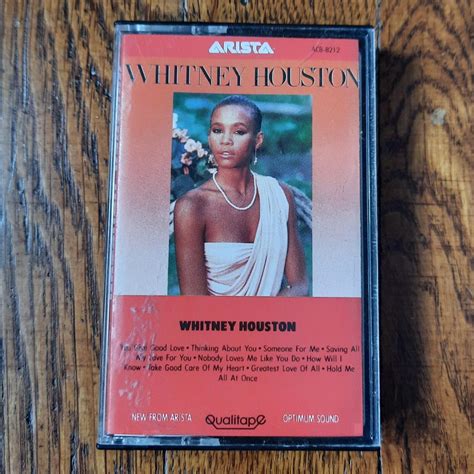 ARISTA
AC8-8212
WHITNEY HOUSTON
WHITNEY HOUSTON
You Give Good Love • Thinking About You • Someone For Me • Saving All
My Love For You • Nobody Loves Me Like You Do • How Will I
Know • Take Good Care Of My Heart • Greatest Love Of All • Hold Me
All At Once
NEW FROM ARISTA
Qualitape
OPTIMUM SOUND